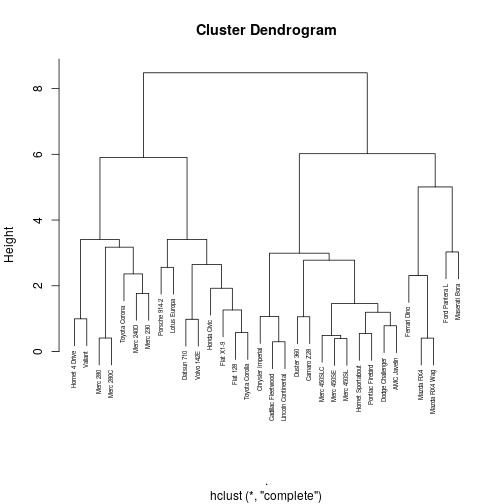 Cluster Dendrogram
Height
0
2
4
6
8
Hornet 4 Drive
Valiant
Merc 280
Merc 280C
Toyota Corona
Merc 240D
Merc 230
Porsche 914-2
Lotus Europa
Datsun 710
Volvo 142E
Honda Civic
Fiat X1-9
Fiat 128
Toyota Corolla
Chrysler Imperial
Cadillac Fleetwood
Lincoln Continental
Duster 360
Camaro Z28
Merc 450SLC
Merc 450SE
Merc 450SL
Hornet Sportabout
Pontiac Firebird
Dodge Challenger
AMC Javelin
Ferrari Dino
Mazda RX4
Mazda RX4 Wag
Ford Pantera L
Maserati Bora
.
hclust (*, "complete")